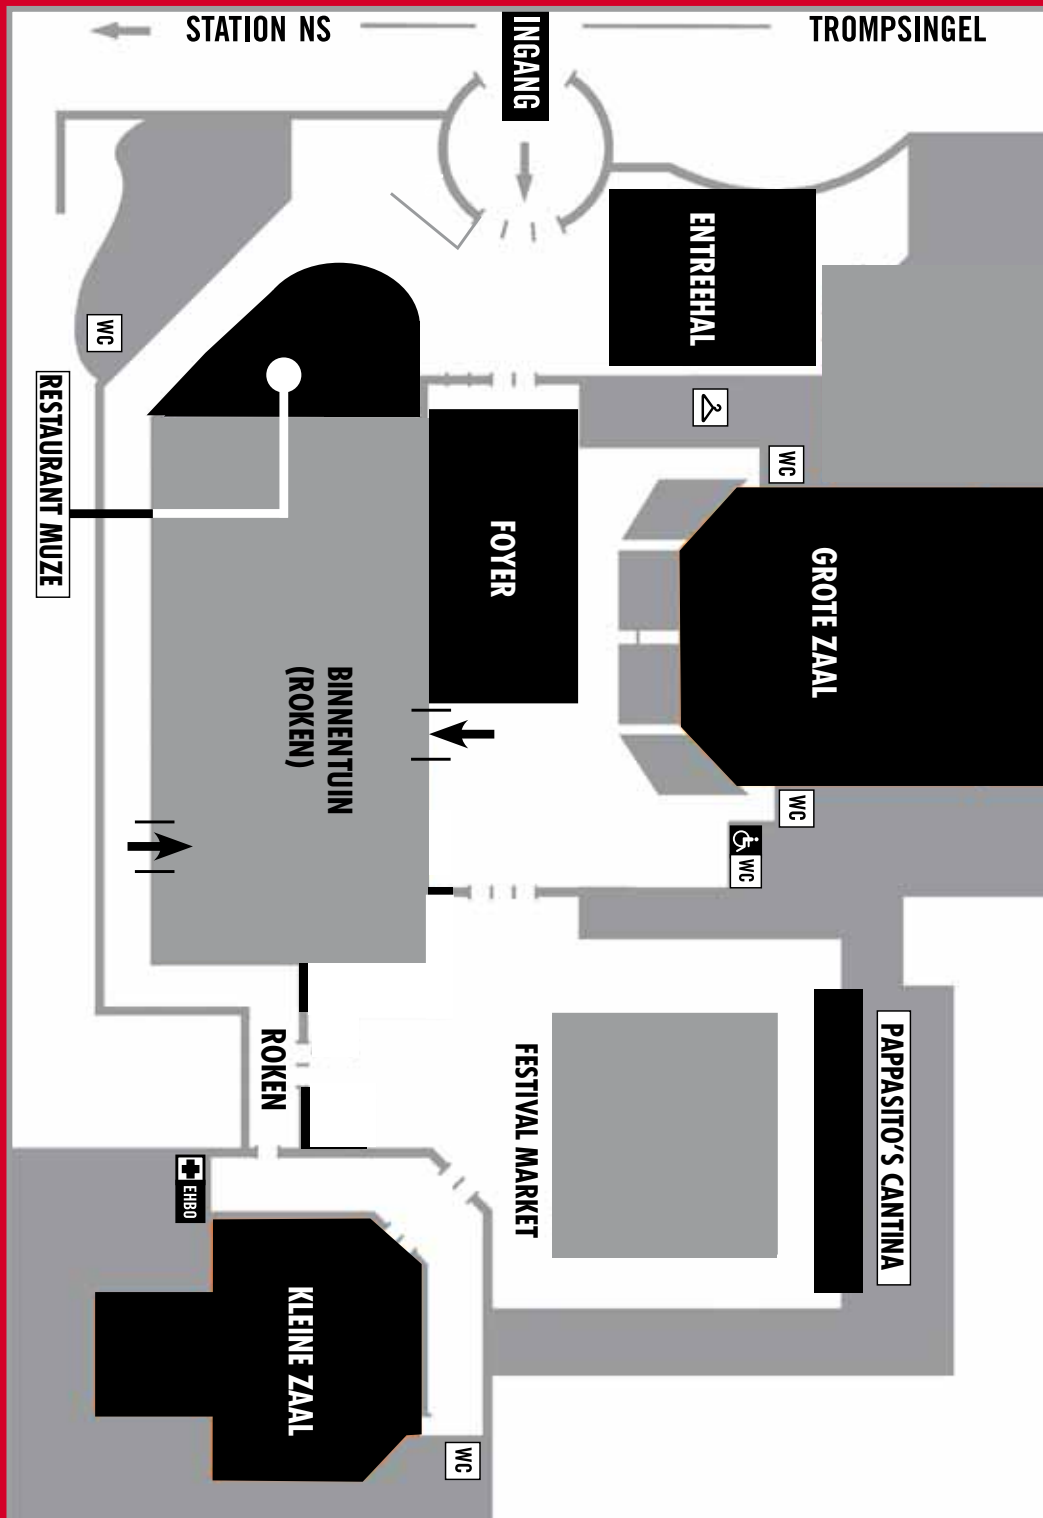 STATION NS
INGANG
TROMPSINGEL
ENTREEHAL
WC
RESTAURANT MUZE
WC
FOYER
GROTE ZAAL
BINNENTUIN
(ROKEN)
WC
WC
ROKEN
FESTIVAL MARKET
PAPPASITO'S CANTINA
EHBO
KLEINE ZAAL
WC